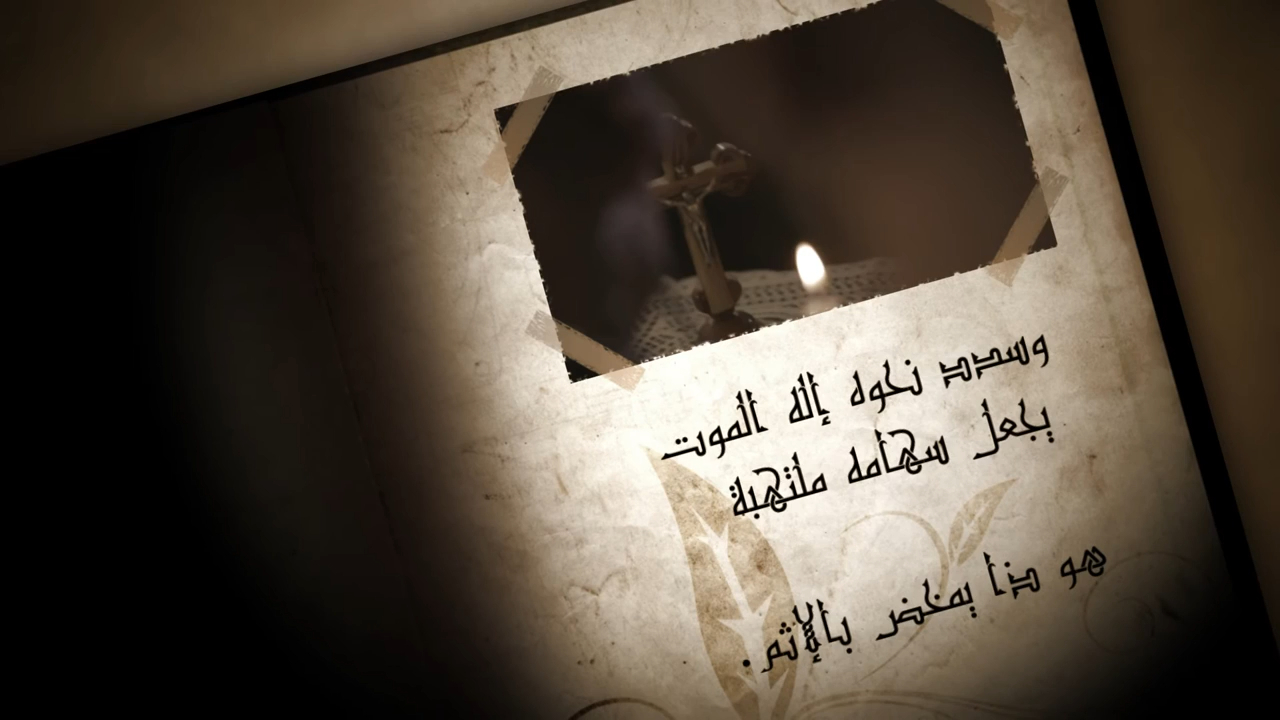 وسدد نحوه إله الموت
يجعل سهامه ملتهبة
هو ذا يمخض بالإثم.